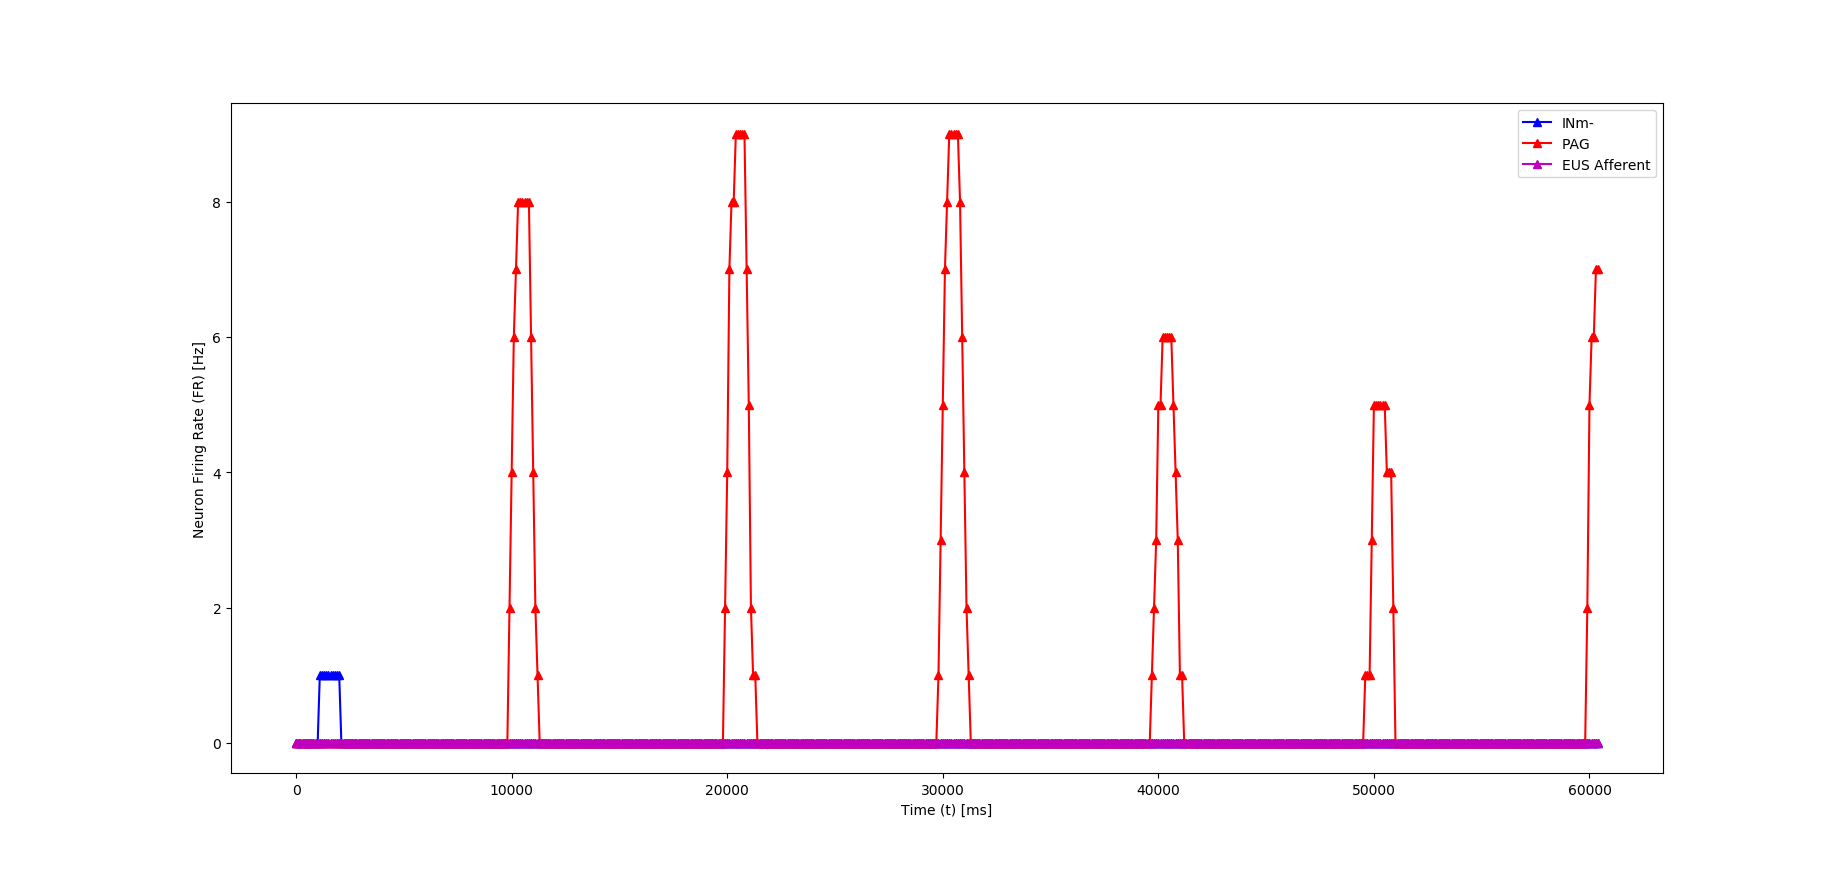 INm-
PAG
EUS Afferent
8
6
4
2
0
Neuron Firing Rate (FR) [Hz]
0 10000 20000 30000 40000 50000 60000
Time (t) [ms]